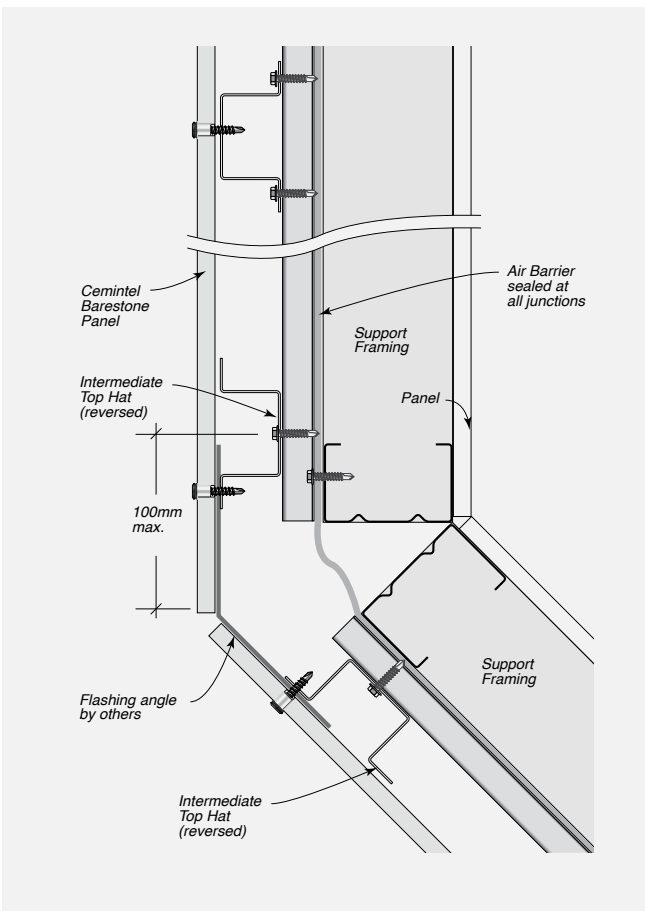 Cemintel
Barestone
Panel
Air Barrier
sealed at
all junctions
Support
Framing
Intermediate
Top Hat
(reversed)
Panel
100mm
max.
Support
Framing
Flashing angle
by others
Intermediate
Top Hat
(reversed)